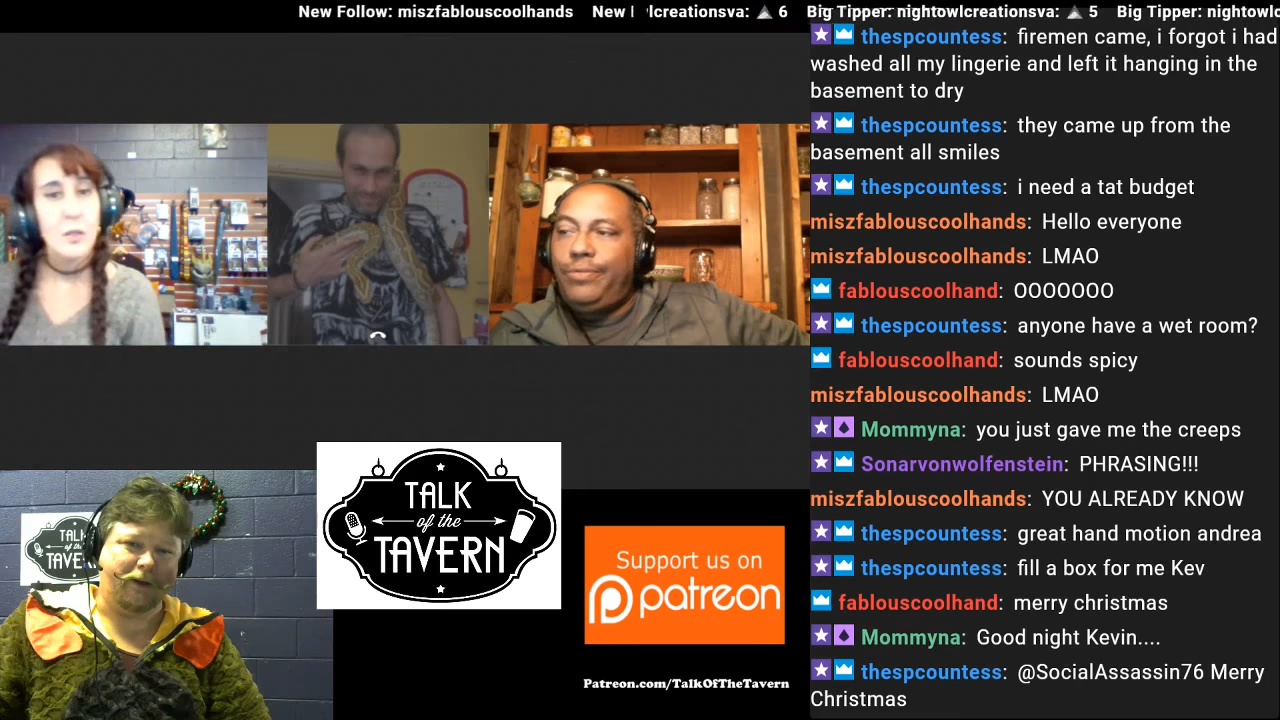 New Follow: miszfablouscoolhands New lcreationsva: 6 Big Tipper: nightowlcreationsva: 5 Big Tipper: nightowlc
thespcountess: firemen came, i forgot i had
washed all my lingerie and left it hanging in the
basement to dry
thespcountess: they came up from the
basement all smiles
thespcountess: i need a tat budget
miszfablouscoolhands: Hello everyone
miszfablouscoolhands: LMAO
fablouscoolhand: OOOOOOO
thespcountess: anyone have a wet room?
fablouscoolhand: sounds spicy
miszfablouscoolhands: LMAO
Mommyna: you just gave me the creeps
Sonarvonwolfenstein: PHRASING!!!
miszfablouscoolhands: YOU ALREADY KNOW
thespcountess: great hand motion andrea
thespcountess: fill a box for me Kev
fablouscoolhand: merry christmas
Mommyna: Good night Kevin....
thespcountess: @SocialAssassin76 Merry
Christmas
TALK
of the
TAVERN
TALK
of the
TAVERN
Support us on
patreon
Patreon.com/TalkOfTheTavern